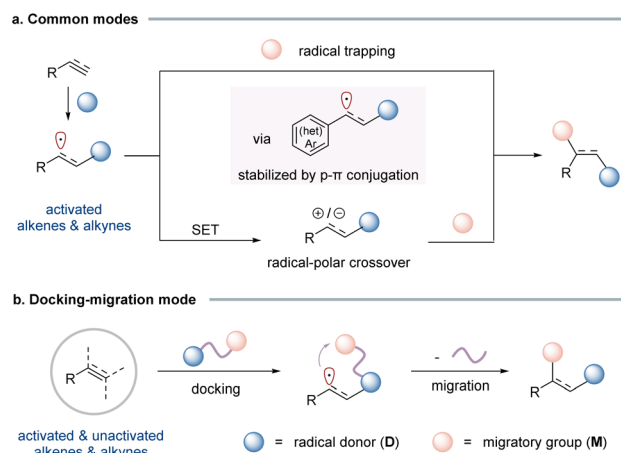 a. Common modes
radical trapping
R
(het)
Ar
via
stabilized by p-π conjugation
R
R
activated
alkenes & alkynes
SET
⊕ / ⊖
R
radical-polar crossover
b. Docking-migration mode
R
docking
R
-
migration
R
activated & unactivated
alkenes & alkynes
= radical donor (D)
= migratory group (M)